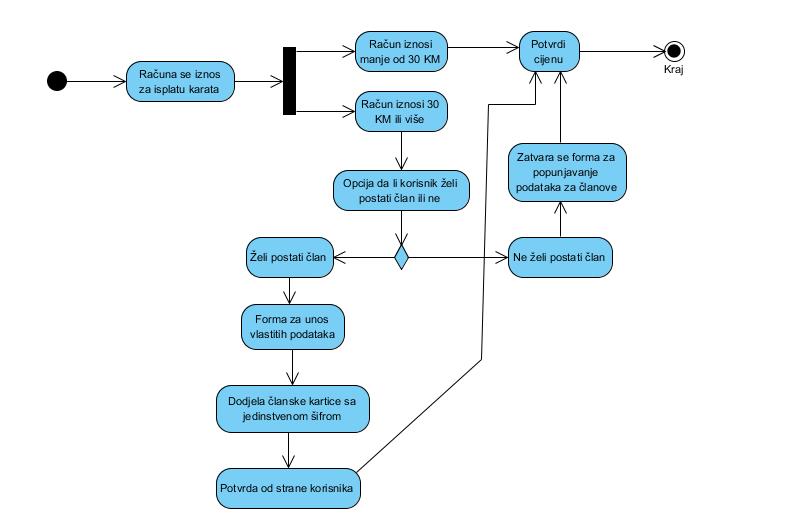 Računa se iznos
za isplatu karata
Račun iznosi
manje od 30 KM
Potvrdi
cijenu
Kraj
Račun iznosi 30
KM ili više
Opcija da li korisnik želi
postati član ili ne
Zatvara se forma za
popunjavanje
podataka za članove
Želi postati član
Ne želi postati član
Forma za unos
vlastitih podataka
Dodjela članske kartice sa
jedinstvenom šifrom
Potvrda od strane korisnika